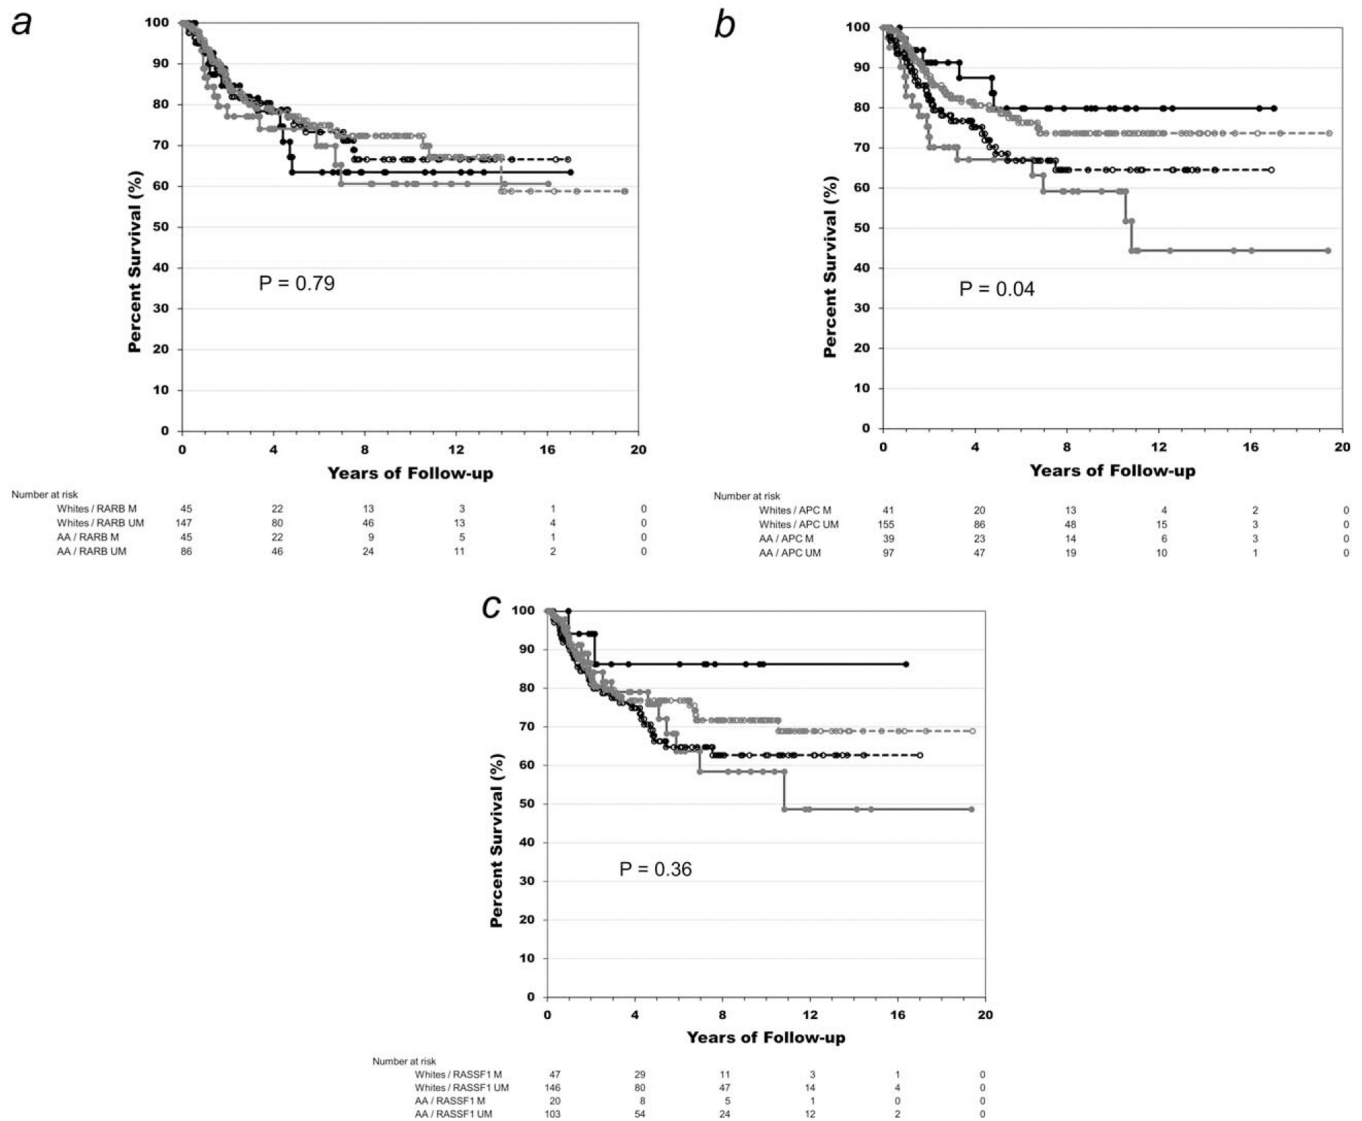 a
100
90
80
70
60
50
40
30
20
10
0
Percent Survival (%)
P = 0.79
0 4 8 12 16 20
Years of Follow-up
Number at risk
Whites / RARB M 45 22 13 3 1 0
Whites / RARB UM 147 80 46 13 4 0
AA / RARB M 45 22 9 5 1 0
AA / RARB UM 86 46 24 11 2 0
b
100
90
80
70
60
50
40
30
20
10
0
Percent Survival (%)
P = 0.04
0 4 8 12 16 20
Years of Follow-up
Number at risk
Whites / APC M 41 20 13 4 2 0
Whites / APC UM 155 86 48 15 3 0
AA / APC M 39 23 14 6 3 0
AA / APC UM 97 47 19 10 1 0
c
100
90
80
70
60
50
40
30
20
10
0
Percent Survival (%)
P = 0.36
0 4 8 12 16 20
Years of Follow-up
Number at risk
Whites / RASSF1 M 47 29 11 3 1 0
Whites / RASSF1 UM 146 80 47 14 4 0
AA / RASSF1 M 20 8 5 1 0 0
AA / RASSF1 UM 103 54 24 12 2 0